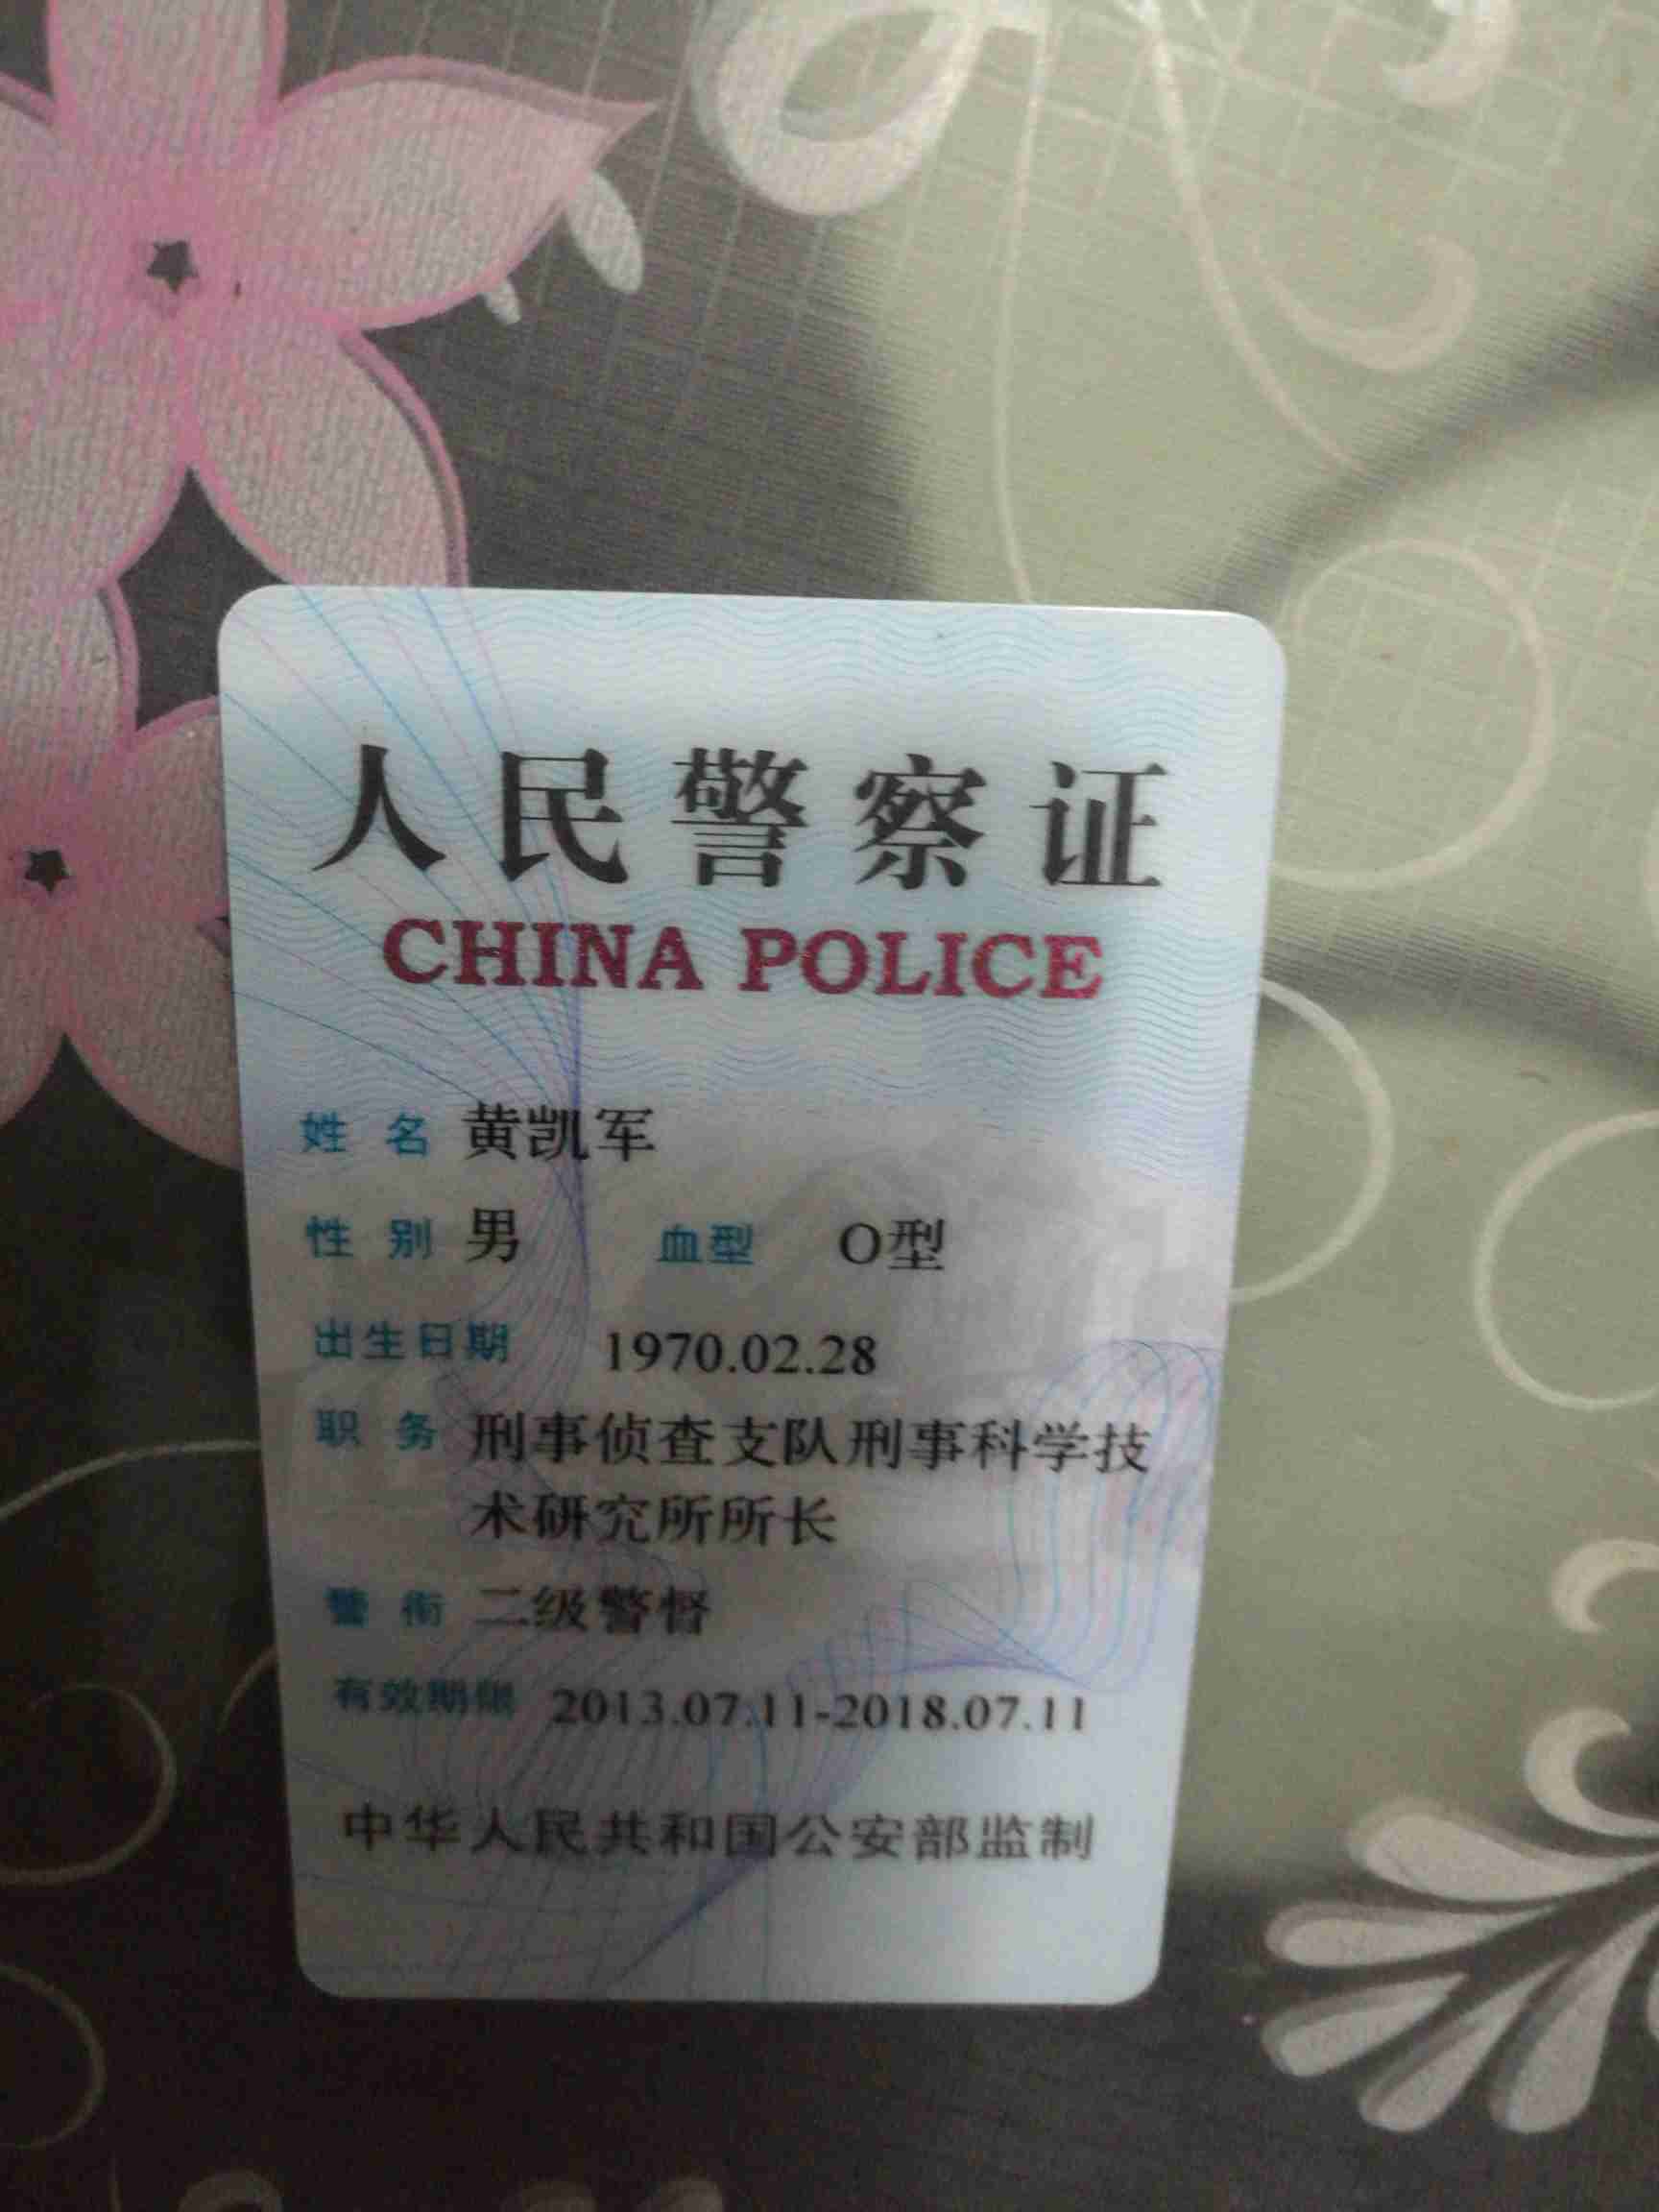 人民警察证
CHINA POLICE
姓 名 黄凯军
性 别 男 血型 O型
出生日期 1970.02.28
职 务 刑事侦查支队刑事科学技
术研究所所长
警 衔 二级警督
有效期限 2013.07.11-2018.07.11
中华人民共和国公安部监制